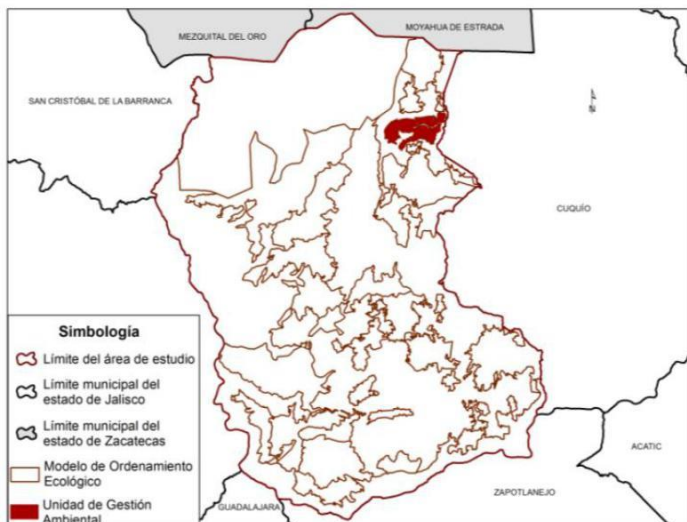 MEZQUITAL DEL ORO
MOYAHUA DE ESTRADA
SAN CRISTÓBAL DE LA BARRANCA
CUQUÍO
Simbología
Límite del área de estudio
Límite municipal del
estado de Jalisco
Límite municipal del
estado de Zacatecas
Modelo de Ordenamiento
Ecológico
Unidad de Gestión
Ambiental
GUADALAJARA
ZAPOTLANEJO
ACATIC